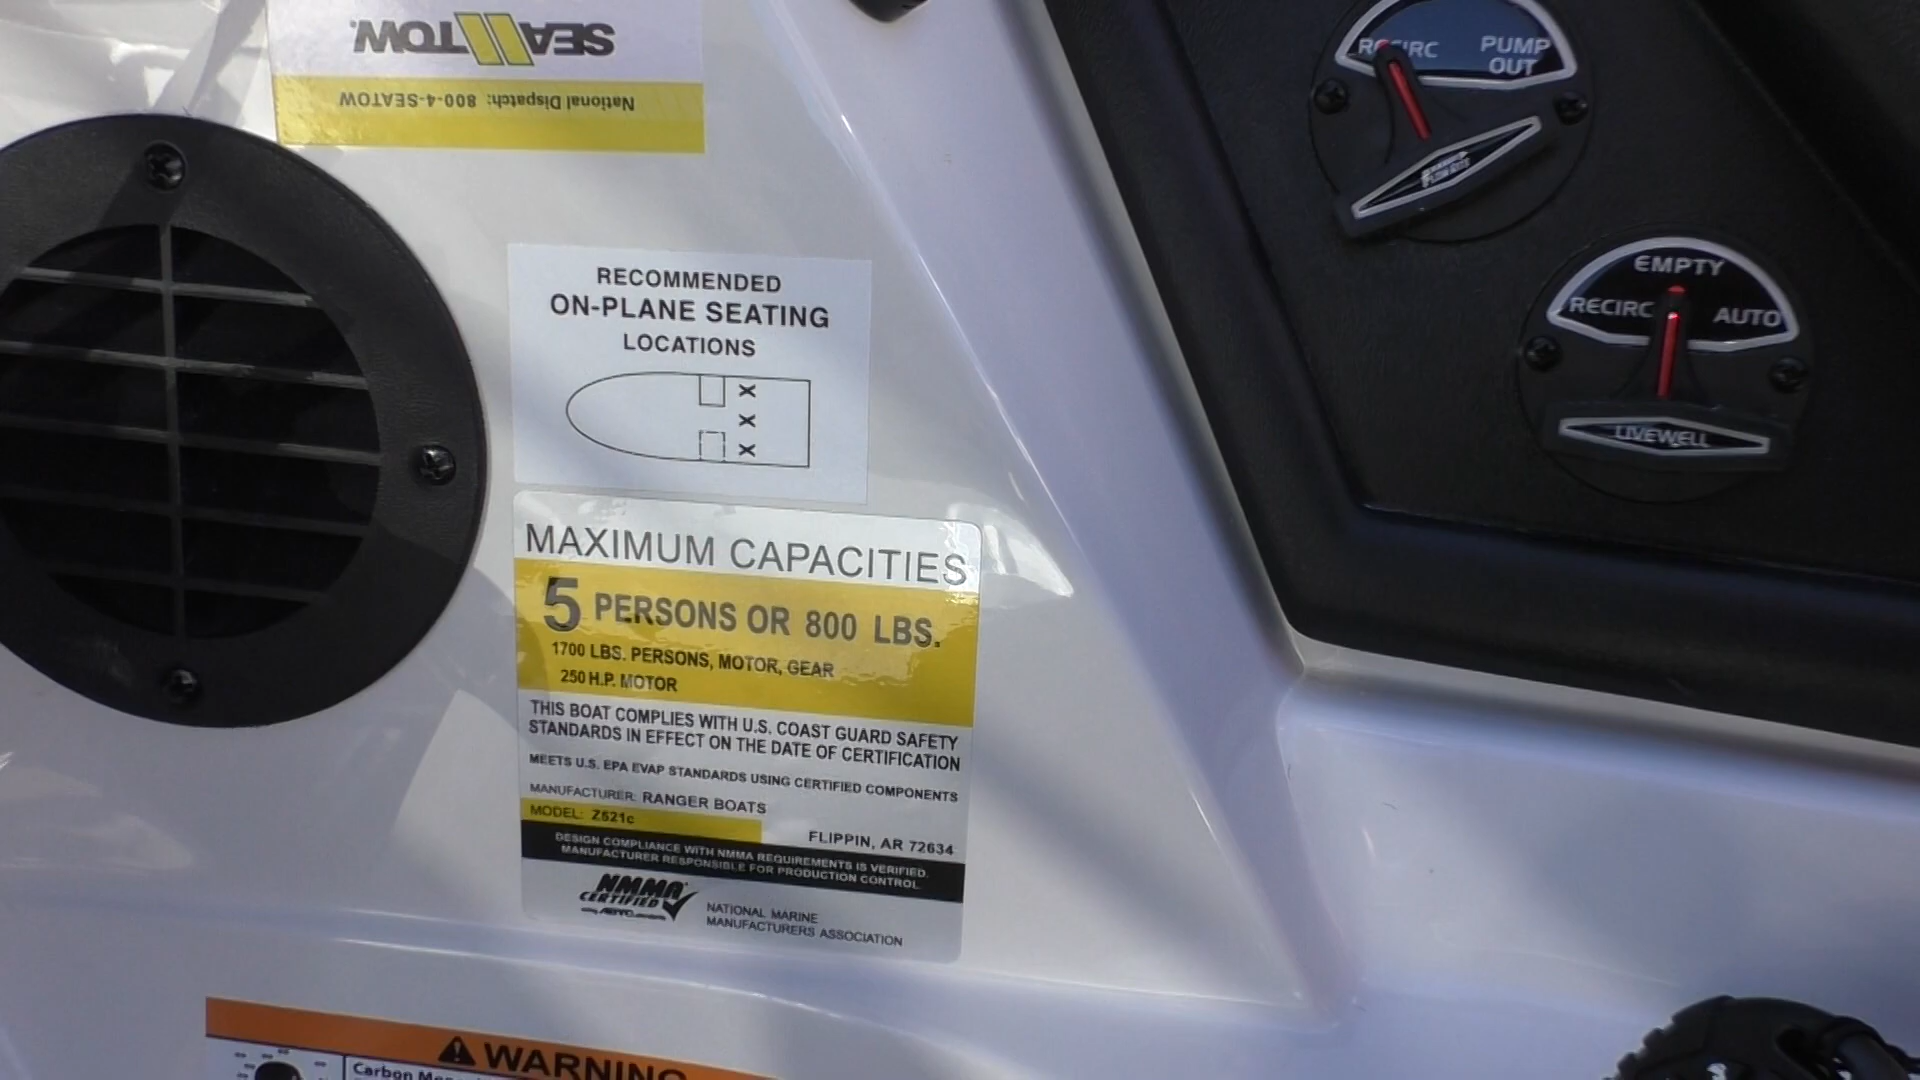 SEA TOW
National Dispatch: 800-4-SEATOW
RECIRC PUMP OUT
EMPTY
RECIRC AUTO
LIVEWELL
RECOMMENDED
ON-PLANE SEATING
LOCATIONS
X
X
X
MAXIMUM CAPACITIES
5 PERSONS OR 800 LBS.
1700 LBS. PERSONS, MOTOR, GEAR
250 H.P. MOTOR
THIS BOAT COMPLIES WITH U.S. COAST GUARD SAFETY
STANDARDS IN EFFECT ON THE DATE OF CERTIFICATION
MEETS U.S. EPA EVAP STANDARDS USING CERTIFIED COMPONENTS
MANUFACTURER: RANGER BOATS
MODEL: Z521c
FLIPPIN, AR 72634
DESIGN COMPLIANCE WITH NMMA REQUIREMENTS IS VERIFIED.
MANUFACTURER RESPONSIBLE FOR PRODUCTION CONTROL.
NMMA
CERTIFIED
NATIONAL MARINE
MANUFACTURERS ASSOCIATION
WARNING
Carbon